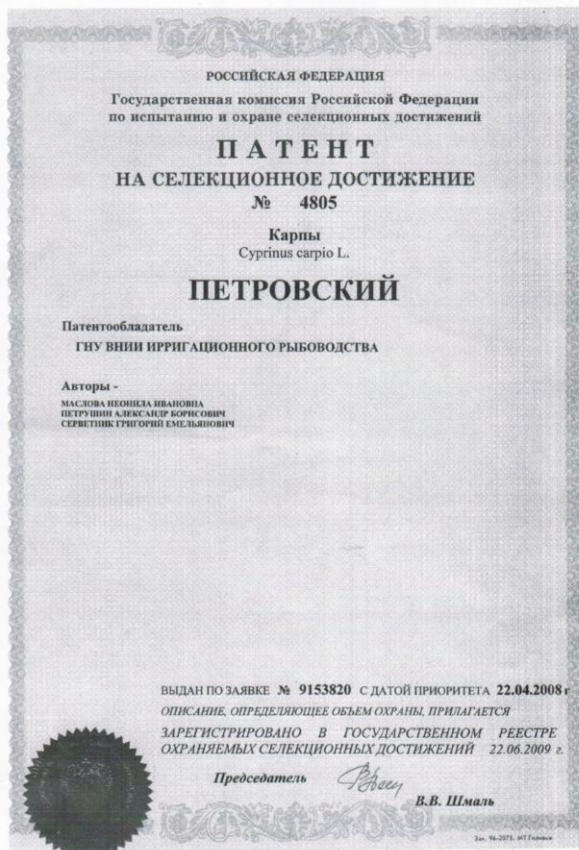 РОССИЙСКАЯ ФЕДЕРАЦИЯ
Государственная комиссия Российской Федерации
по испытанию и охране селекционных достижений
ПАТЕНТ
НА СЕЛЕКЦИОННОЕ ДОСТИЖЕНИЕ
№ 4805
Карпы
Cyprinus carpio L.
ПЕТРОВСКИЙ
Патентообладатель
ГНУ ВНИИ ИРРИГАЦИОННОГО РЫБОВОДСТВА
Авторы -
МАСЛОВА НЕОНИЛА ИВАНОВНА
ПЕТРУШИН АЛЕКСАНДР БОРИСОВИЧ
СЕРВЕТНИК ГРИГОРИЙ ЕМЕЛЬЯНОВИЧ
ВЫДАН ПО ЗАЯВКЕ № 9153820 С ДАТОЙ ПРИОРИТЕТА 22.04.2008 г
ОПИСАНИЕ, ОПРЕДЕЛЯЮЩЕЕ ОБЪЕМ ОХРАНЫ, ПРИЛАГАЕТСЯ
ЗАРЕГИСТРИРОВАНО В ГОСУДАРСТВЕННОМ РЕЕСТРЕ
ОХРАНЯЕМЫХ СЕЛЕКЦИОННЫХ ДОСТИЖЕНИЙ 22.06.2009 г.
Председатель
В.В. Шмаль
Зак. 96-2073.